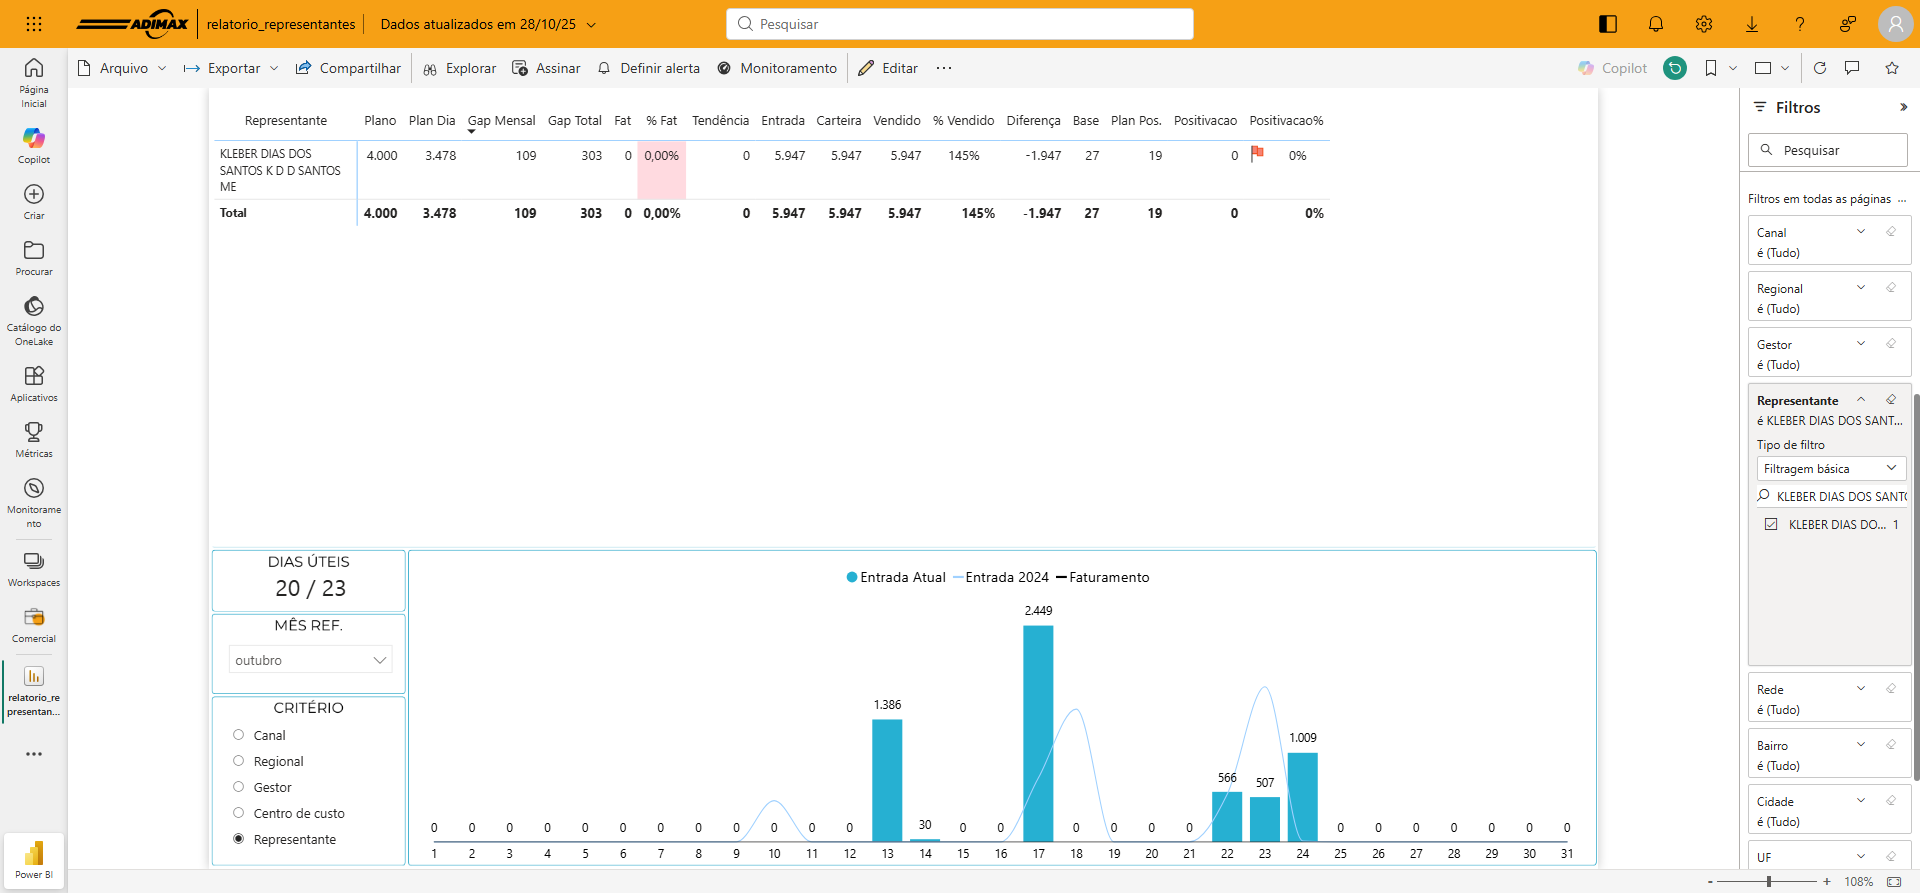 ADIMAX
relatorio_representantes
Dados atualizados em 28/10/25
Pesquisar
Arquivo
Exportar
Compartilhar
Explorar
Assinar
Definir alerta
Monitoramento
Editar
Copilot
Página Inicial
Copilot
Criar
Procurar
Catálogo do OneLake
Aplicativos
Métricas
Monitorame
nto
Workspaces
Comercial
relatorio_re
presentan...
Power BI
Representante Plano Plan Dia Gap Mensal Gap Total Fat % Fat Tendência Entrada Carteira Vendido % Vendido Diferença Base Plan Pos. Positivacao Positivacao%
KLEBER DIAS DOS 4.000 3.478 109 303 0 0,00% 0 5.947 5.947 5.947 145% -1.947 27 19 0 0%
SANTOS K D D SANTOS
ME
Total 4.000 3.478 109 303 0 0,00% 0 5.947 5.947 5.947 145% -1.947 27 19 0 0%
DIAS ÚTEIS
20 / 23
MÊS REF.
outubro
CRITÉRIO
Canal
Regional
Gestor
Centro de custo
Representante
Entrada Atual Entrada 2024 Faturamento
2.449
1.386
1.009
566
507
30
0 0 0 0 0 0 0 0 0 0 0 0 0 0 0 0 0 0 0 0 0 0 0 0 0
1 2 3 4 5 6 7 8 9 10 11 12 13 14 15 16 17 18 19 20 21 22 23 24 25 26 27 28 29 30 31
Filtros
Pesquisar
Filtros em todas as páginas ...
Canal
é (Tudo)
Regional
é (Tudo)
Gestor
é (Tudo)
Representante
é KLEBER DIAS DOS SANT...
Tipo de filtro
Filtragem básica
KLEBER DIAS DOS SANTO
KLEBER DIAS DO... 1
Rede
é (Tudo)
Bairro
é (Tudo)
Cidade
é (Tudo)
UF
- + 108%